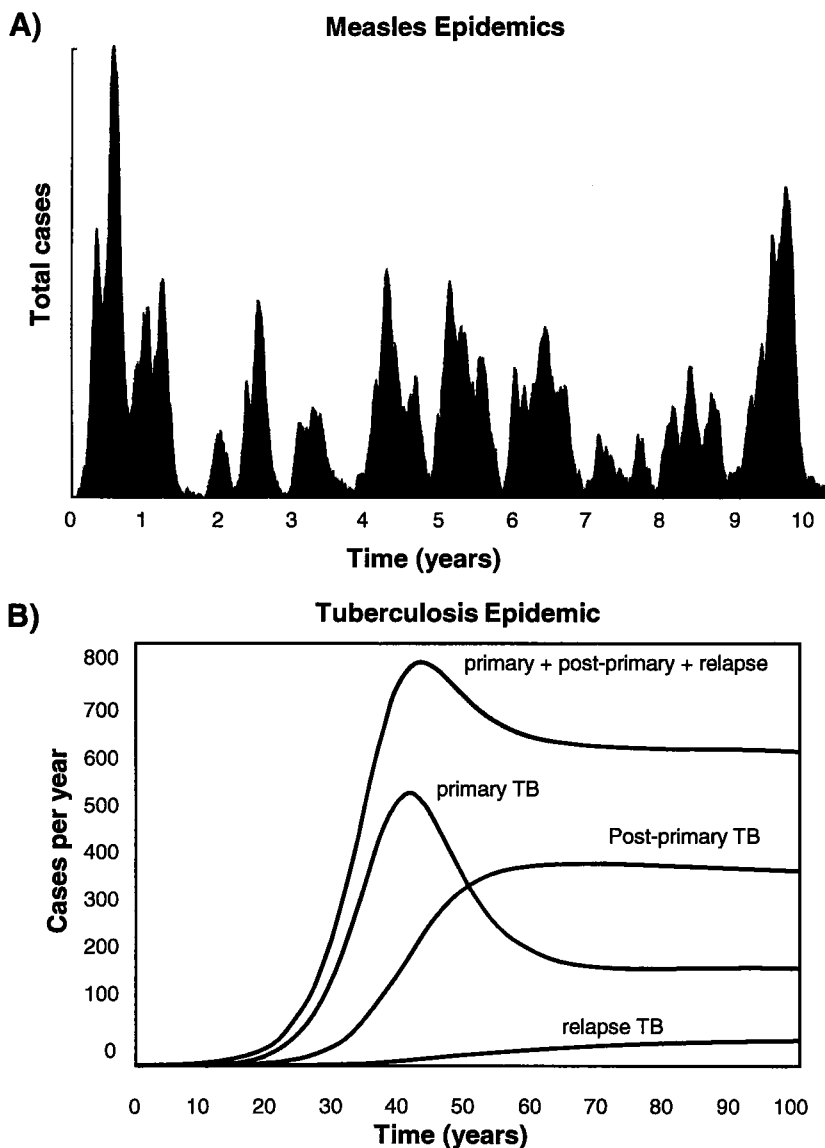 A)
Measles Epidemics
Total cases
0 1 2 3 4 5 6 7 8 9 10
Time (years)
B)
Tuberculosis Epidemic
Cases per year
800
700
600
500
400
300
200
100
0
primary + post-primary + relapse
primary TB
Post-primary TB
relapse TB
0 10 20 30 40 50 60 70 80 90 100
Time (years)